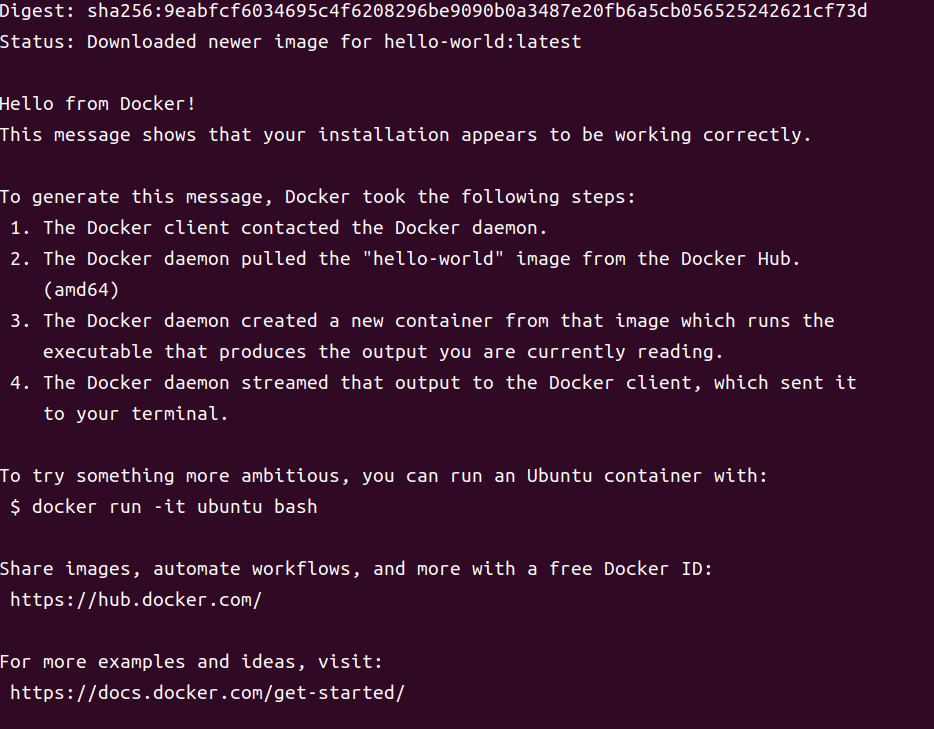 Digest: sha256:9eabfcf6034695c4f6208296be9090b0a3487e20fb6a5cb056525242621cf73d
Status: Downloaded newer image for hello-world:latest

Hello from Docker!
This message shows that your installation appears to be working correctly.

To generate this message, Docker took the following steps:
 1. The Docker client contacted the Docker daemon.
 2. The Docker daemon pulled the "hello-world" image from the Docker Hub.
    (amd64)
 3. The Docker daemon created a new container from that image which runs the
    executable that produces the output you are currently reading.
 4. The Docker daemon streamed that output to the Docker client, which sent it
    to your terminal.

To try something more ambitious, you can run an Ubuntu container with:
 $ docker run -it ubuntu bash

Share images, automate workflows, and more with a free Docker ID:
 https://hub.docker.com/

For more examples and ideas, visit:
 https://docs.docker.com/get-started/